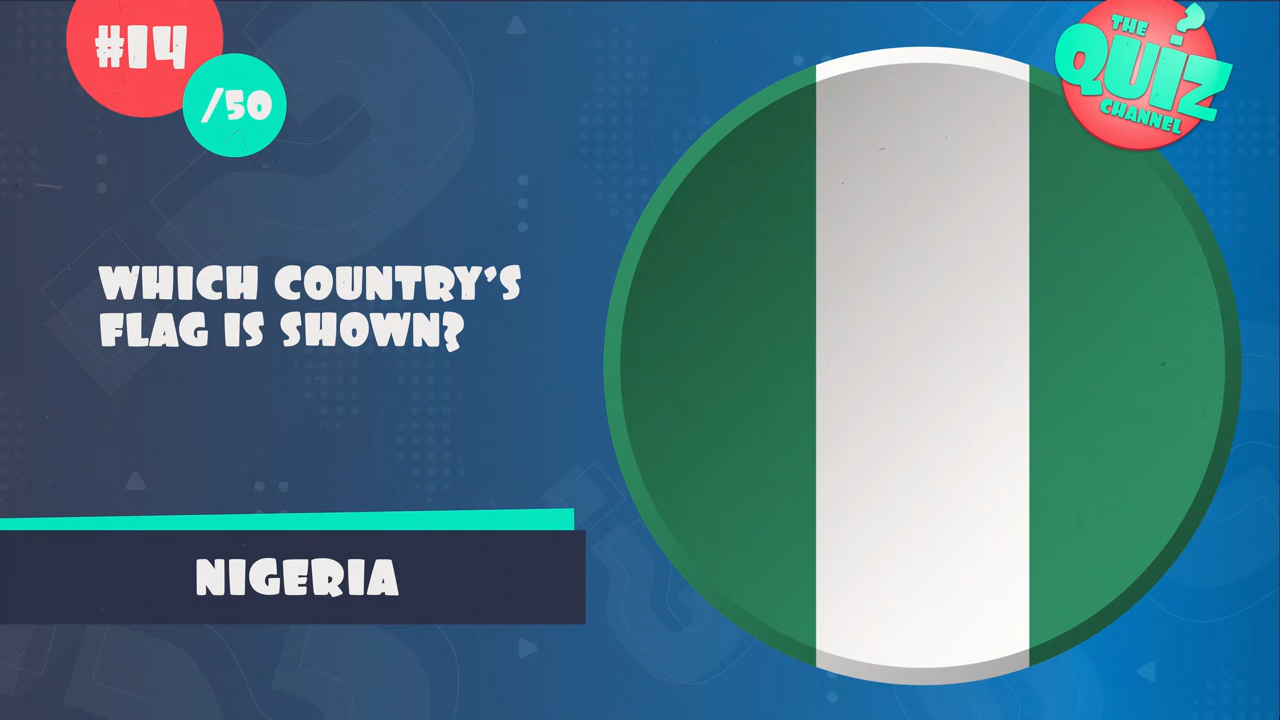 #14
/50
THE
QUIZ
CHANNEL
WHICH COUNTRY'S
FLAG IS SHOWN?
NIGERIA